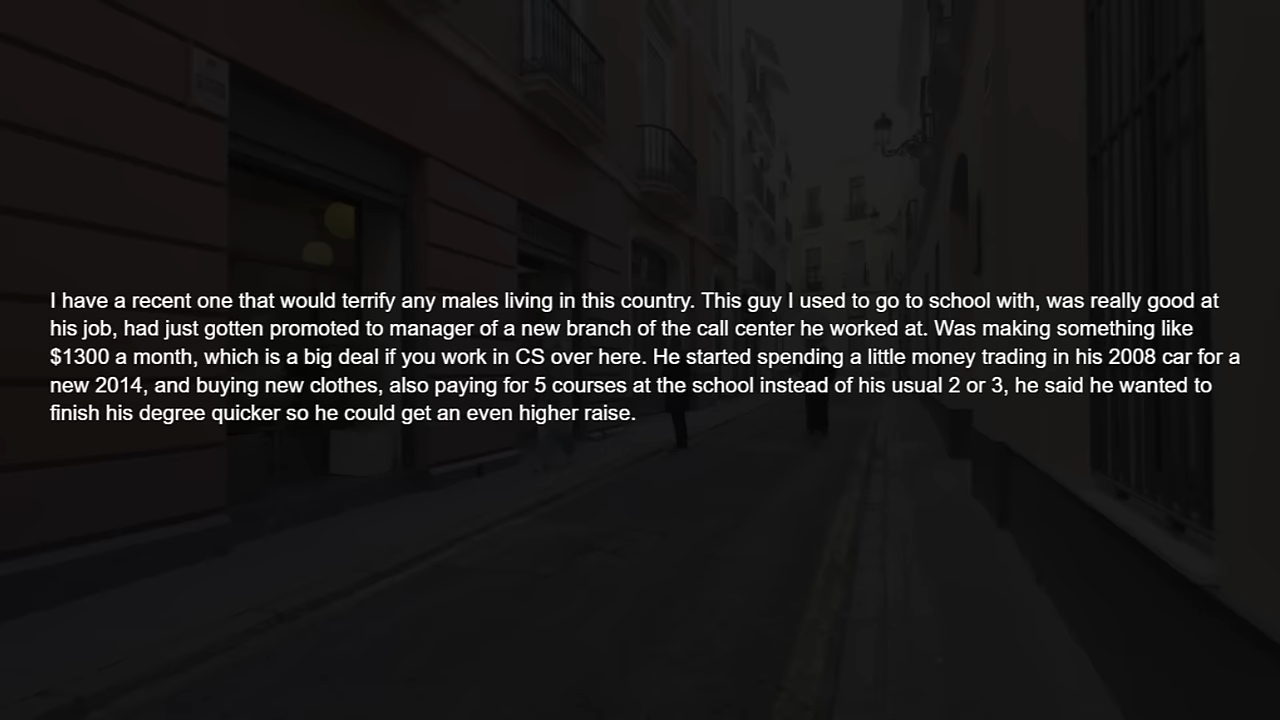 I have a recent one that would terrify any males living in this country. This guy I used to go to school with, was really good at
his job, had just gotten promoted to manager of a new branch of the call center he worked at. Was making something like
$1300 a month, which is a big deal if you work in CS over here. He started spending a little money trading in his 2008 car for a
new 2014, and buying new clothes, also paying for 5 courses at the school instead of his usual 2 or 3, he said he wanted to
finish his degree quicker so he could get an even higher raise.